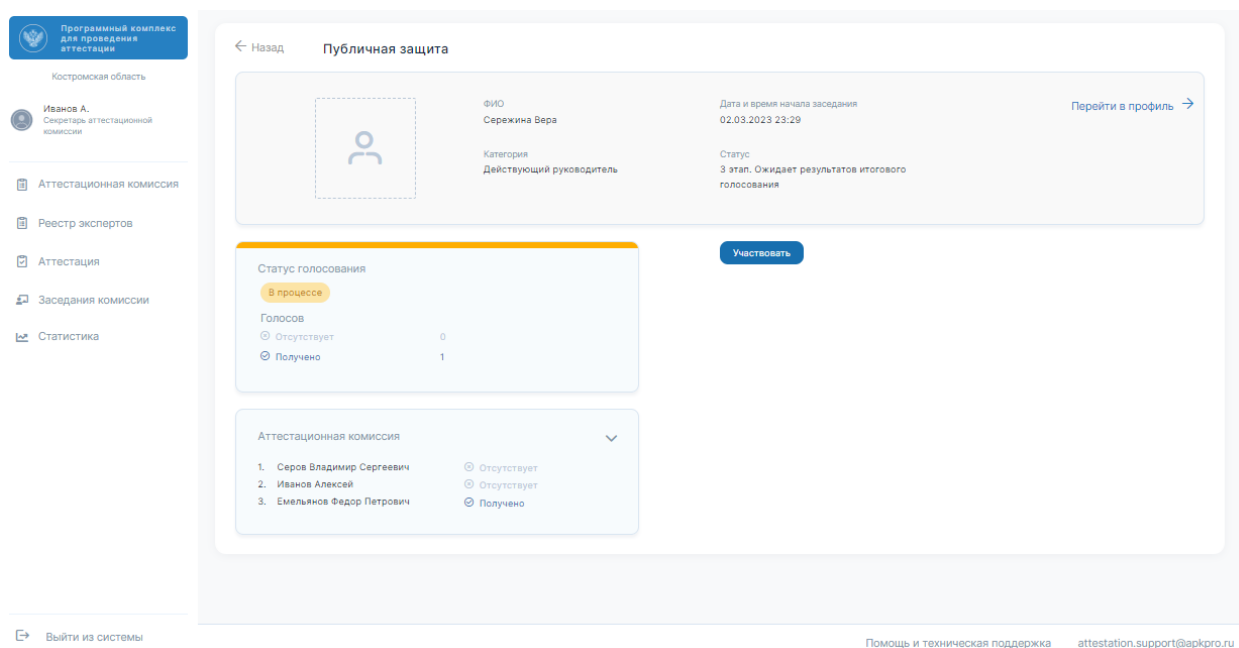 Программный комплекс
для проведения
аттестации
Костромская область
Иванов А.
Секретарь аттестационной
комиссии
Аттестационная комиссия
Реестр экспертов
Аттестация
Заседания комиссии
Статистика
Выйти из системы
Назад
Публичная защита
ФИО
Сережина Вера
Категория
Действующий руководитель
Дата и время начала заседания
02.03.2023 23:29
Статус
3 этап. Ожидает результатов итогового
голосования
Перейти в профиль
Статус голосования
В процессе
Голосов
Отсутствует 0
Получено 1
Участвовать
Аттестационная комиссия
1. Серов Владимир Сергеевич Отсутствует
2. Иванов Алексей Отсутствует
3. Емельянов Федор Петрович Получено
Помощь и техническая поддержка attestation.support@apkpro.ru